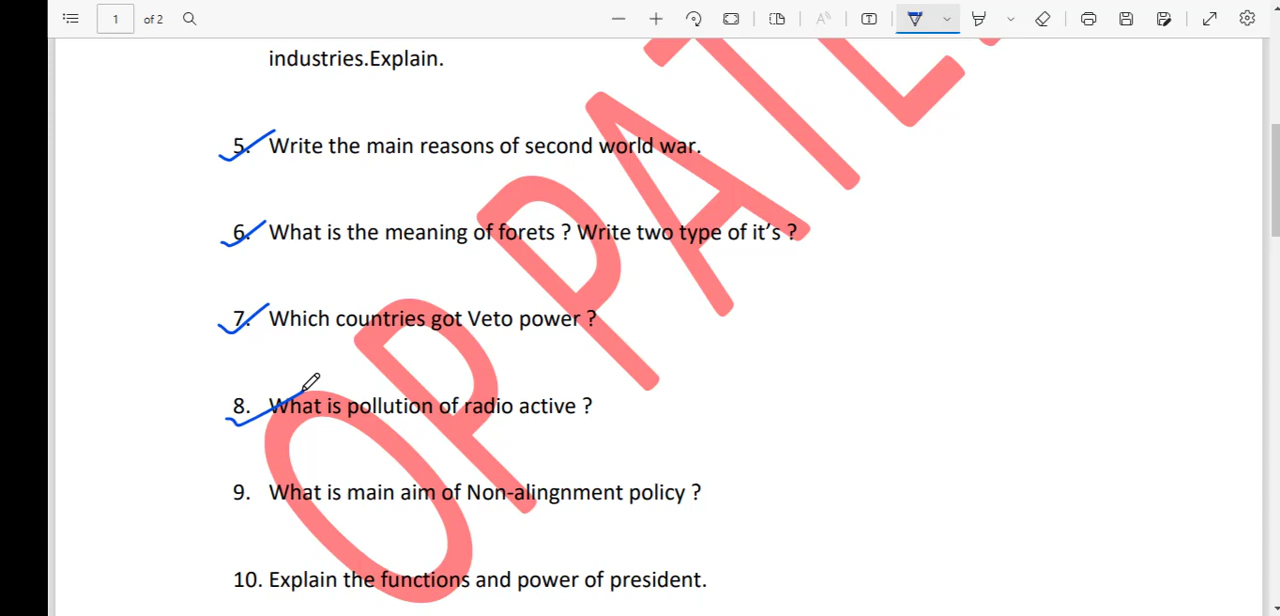 1 of 2
industries.Explain.
5. Write the main reasons of second world war.
6. What is the meaning of forets ? Write two type of it's ?
7. Which countries got Veto power ?
8. What is pollution of radio active ?
9. What is main aim of Non-alingnment policy ?
10. Explain the functions and power of president.
OP PATE